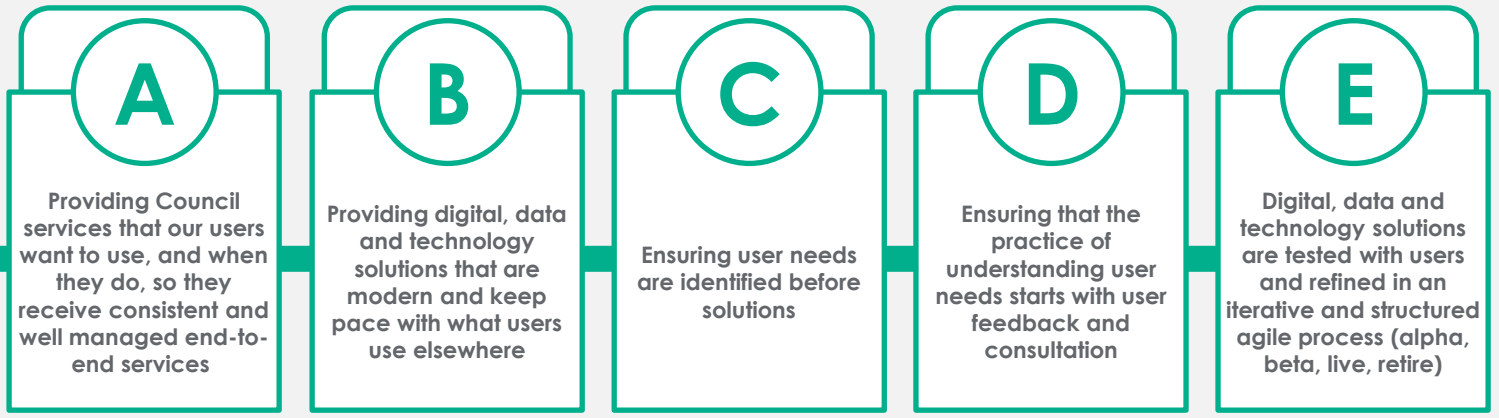 A
Providing Council
services that our users
want to use, and when
they do, so they
receive consistent and
well managed end-to-
end services
B
Providing digital, data
and technology
solutions that are
modern and keep
pace with what users
use elsewhere
C
Ensuring user needs
are identified before
solutions
D
Ensuring that the
practice of
understanding user
needs starts with user
feedback and
consultation
E
Digital, data and
technology solutions
are tested with users
and refined in an
iterative and structured
agile process (alpha,
beta, live, retire)